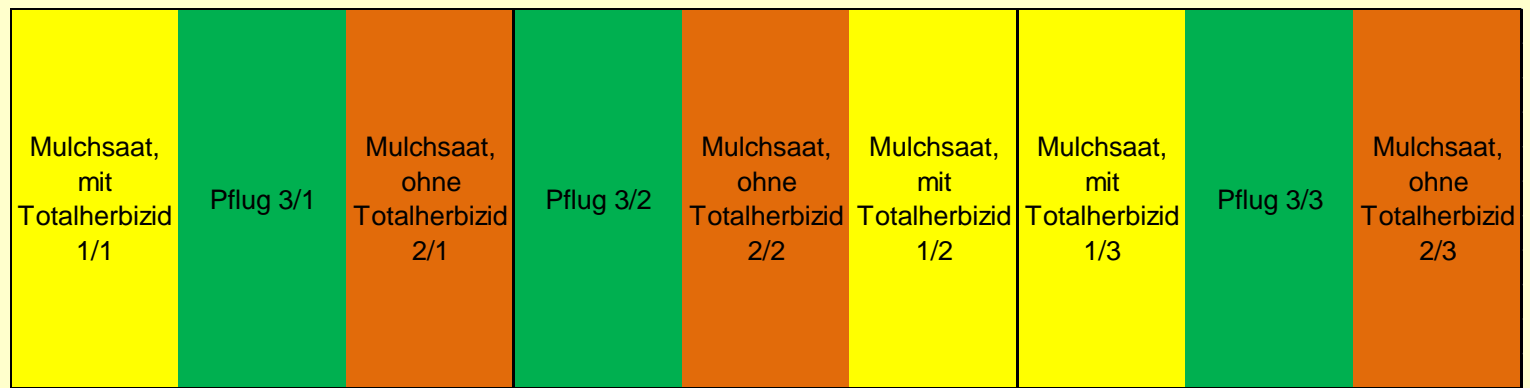 Mulchsaat,
mit
Totalherbizid
1/1
Pflug 3/1
Mulchsaat,
ohne
Totalherbizid
2/1
Pflug 3/2
Mulchsaat,
ohne
Totalherbizid
2/2
Mulchsaat,
mit
Totalherbizid
1/2
Mulchsaat,
mit
Totalherbizid
1/3
Pflug 3/3
Mulchsaat,
ohne
Totalherbizid
2/3